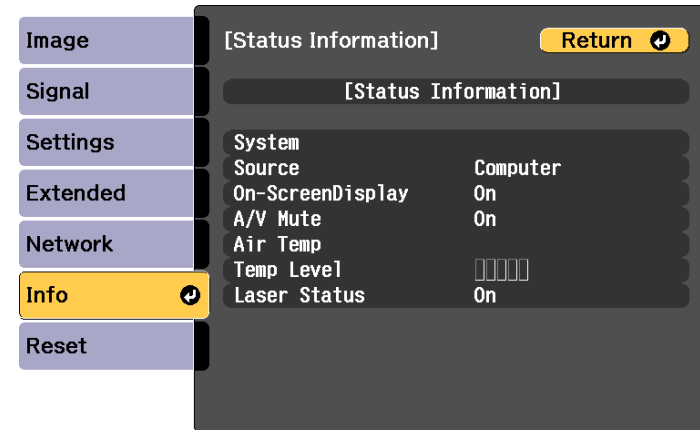 Image
Signal
Settings
Extended
Network
Info
Reset
[Status Information]
Return
[Status Information]
System
Source Computer
On-ScreenDisplay On
A/V Mute On
Air Temp
Temp Level
Laser Status On